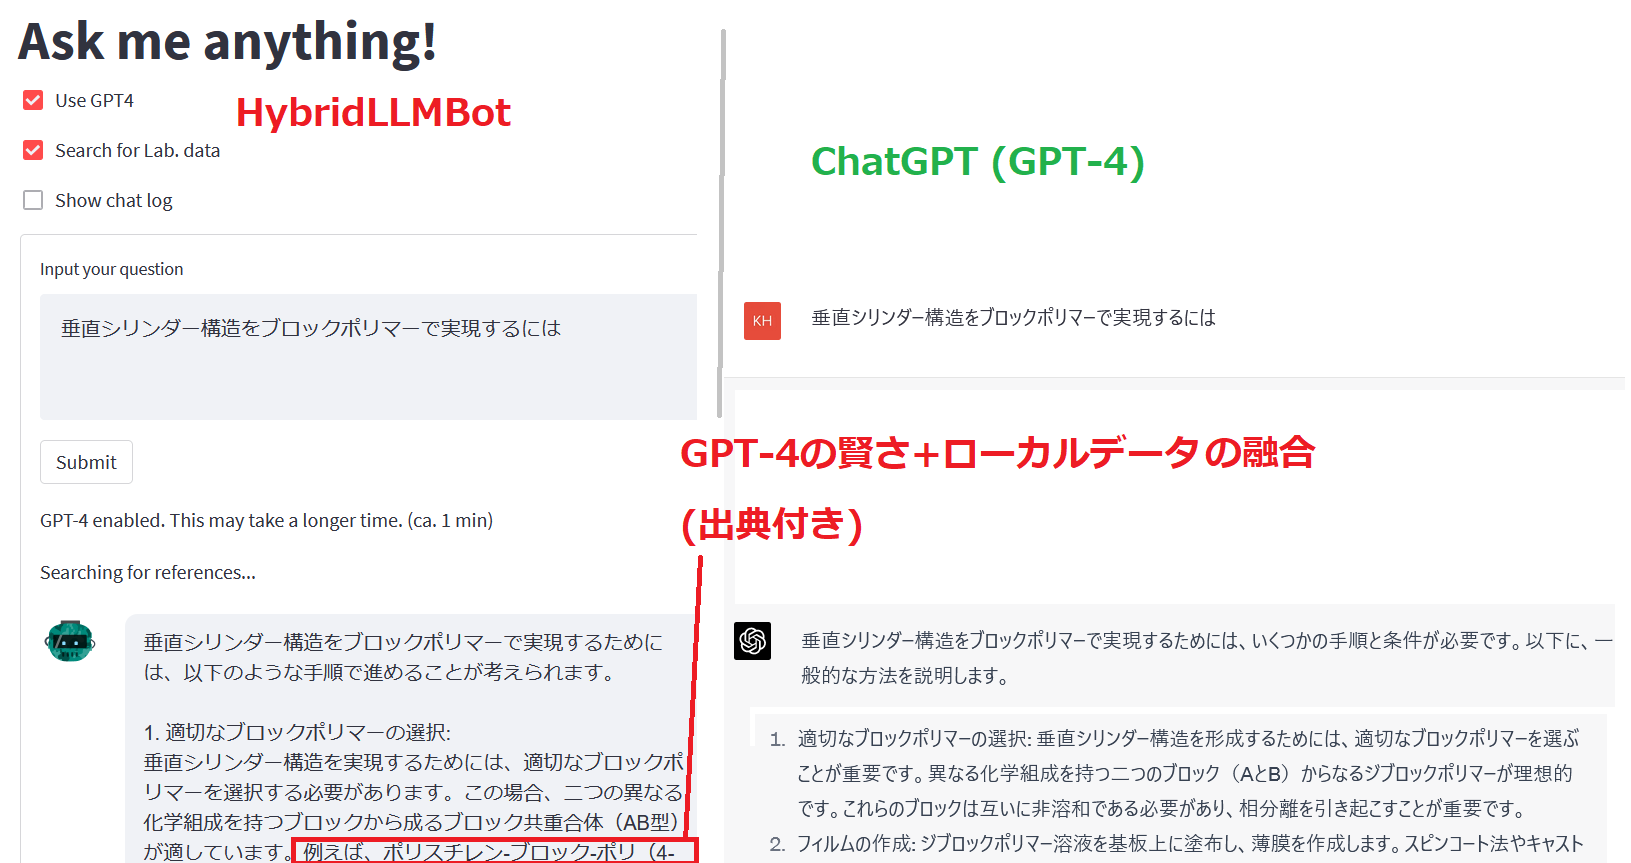 Ask me anything!
Use GPT4
HybridLLMBot
Search for Lab. data
Show chat log
Input your question
垂直シリンダー構造をブロックポリマーで実現するには
Submit
GPT-4 enabled. This may take a longer time. (ca. 1 min)
Searching for references...
垂直シリンダー構造をブロックポリマーで実現するために
は、以下のような手順で進めることが考えられます。
1. 適切なブロックポリマーの選択:
垂直シリンダー構造を実現するためには、適切なブロックポ
リマーを選択する必要があります。この場合、二つの異なる
化学組成を持つブロックから成るブロック共重合体（AB型）
が適しています。例えば、ポリスチレン-ブロック-ポリ（4-
ChatGPT (GPT-4)
KH
垂直シリンダー構造をブロックポリマーで実現するには
GPT-4の賢さ+ローカルデータの融合
(出典付き)
垂直シリンダー構造をブロックポリマーで実現するためには、いくつかの手順と条件が必要です。以下に、一
般的な方法を説明します。
1. 適切なブロックポリマーの選択: 垂直シリンダー構造を形成するためには、適切なブロックポリマーを選ぶ
ことが重要です。異なる化学組成を持つ二つのブロック（AとB）からなるジブロックポリマーが理想的
です。これらのブロックは互いに非溶和である必要があり、相分離を引き起こすことが重要です。
2. フィルムの作成: ジブロックポリマー溶液を基板上に塗布し、薄膜を作成します。スピンコート法やキャスト